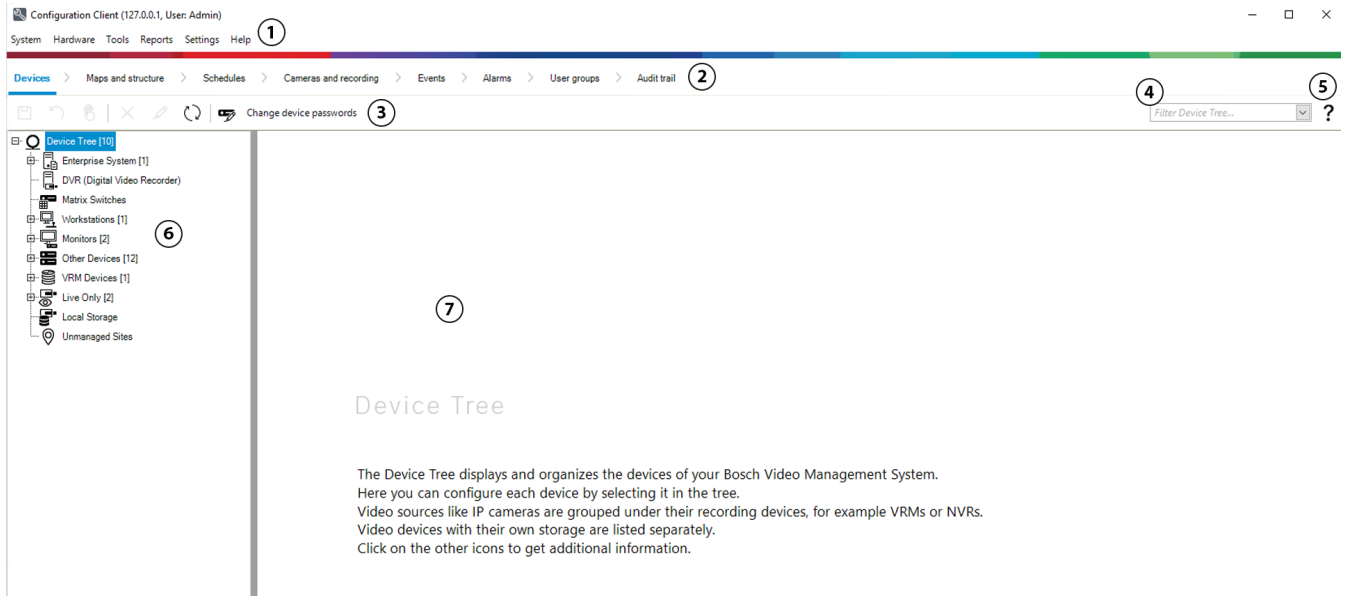 Configuration Client (127.0.0.1, User: Admin)
System Hardware Tools Reports Settings Help 1
Devices Maps and structure Schedules Cameras and recording Events Alarms User groups Audit trail 2
Change device passwords 3
4
Filter Device Tree...
5
?
Device Tree [10]
Enterprise System [1]
DVR (Digital Video Recorder)
Matrix Switches
Workstations [1]
Monitors [2]
Other Devices [12]
VRM Devices [1]
Live Only [2]
Local Storage
Unmanaged Sites
6
7
Device Tree
The Device Tree displays and organizes the devices of your Bosch Video Management System.
Here you can configure each device by selecting it in the tree.
Video sources like IP cameras are grouped under their recording devices, for example VRMs or NVRs.
Video devices with their own storage are listed separately.
Click on the other icons to get additional information.